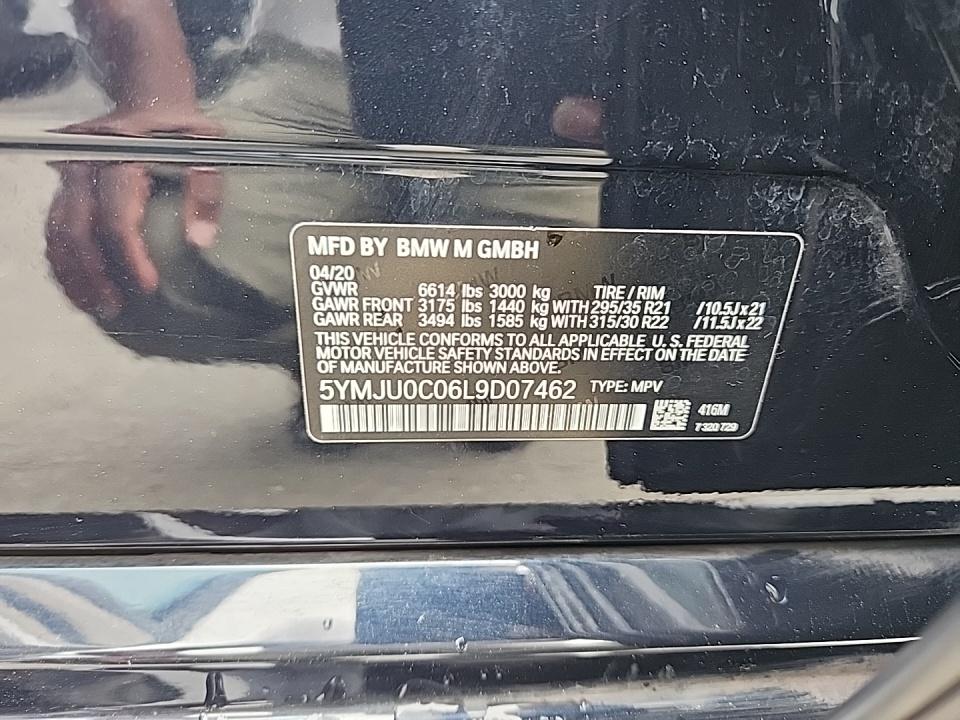 MFD BY BMW M GMBH
04/20
GVWR 6614 lbs 3000 kg TIRE / RIM
GAWR FRONT 3175 lbs 1440 kg WITH 295/35 R21 /10.5Jx21
GAWR REAR 3494 lbs 1585 kg WITH 315/30 R22 /11.5Jx22
THIS VEHICLE CONFORMS TO ALL APPLICABLE U.S. FEDERAL
MOTOR VEHICLE SAFETY STANDARDS IN EFFECT ON THE DATE
OF MANUFACTURE SHOWN ABOVE.
5YMJU0C06L9D07462 TYPE: MPV
416M
7 320 729